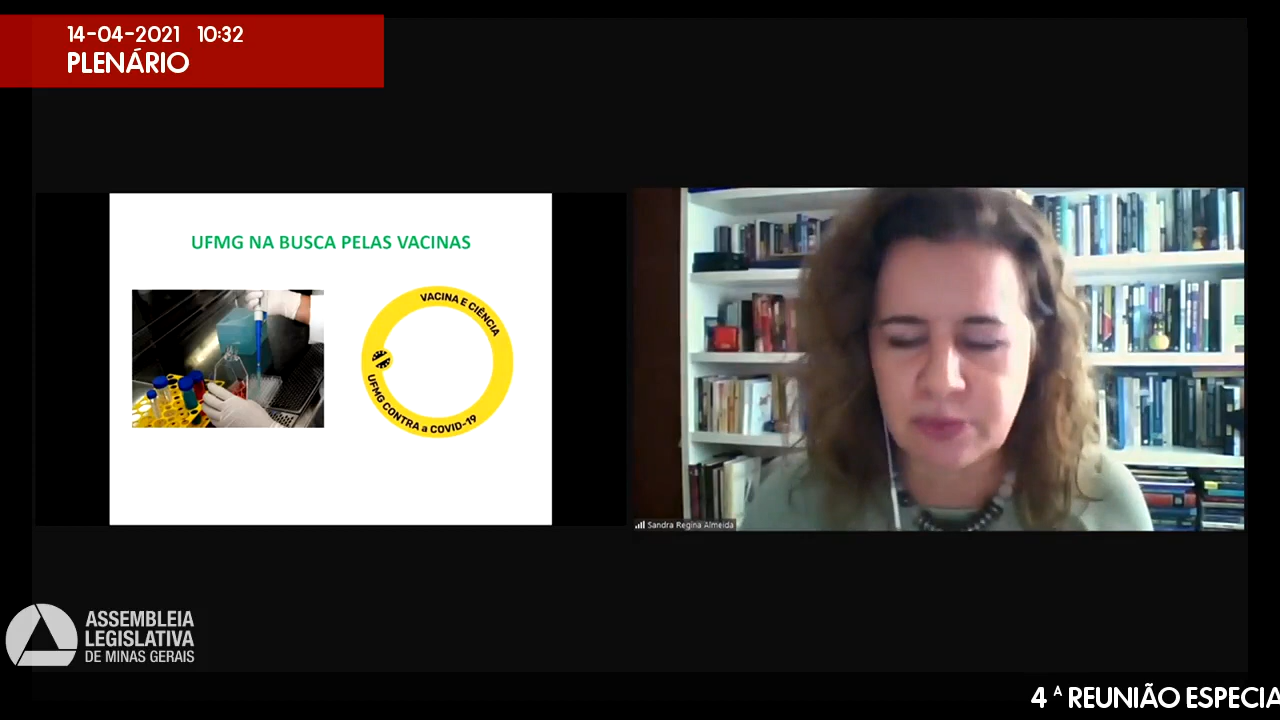 14-04-2021 10:32
PLENÁRIO
UFMG NA BUSCA PELAS VACINAS
VACINA E CIÊNCIA
UFMG CONTRA a COVID-19
Sandra Regina Almeida
ASSEMBLEIA
LEGISLATIVA
DE MINAS GERAIS
4ª REUNIÃO ESPECIA